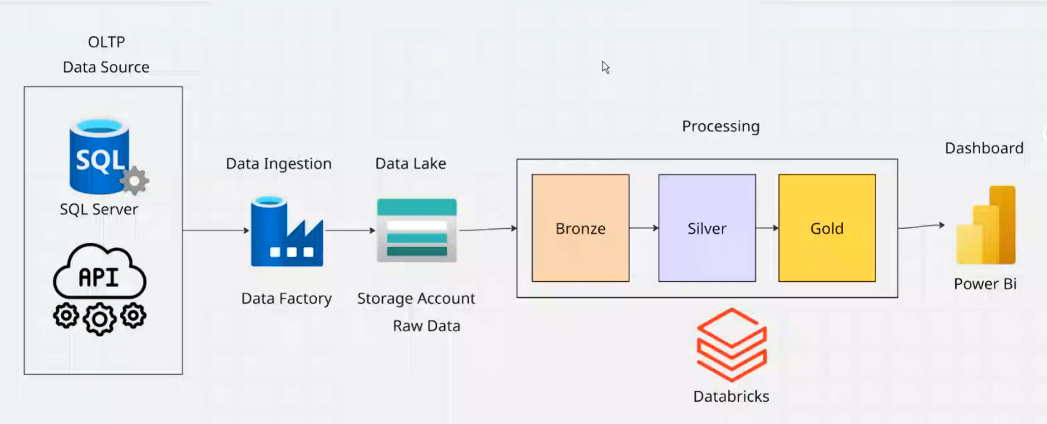 OLTP
Data Source
SQL
SQL Server
API
Data Ingestion
Data Factory
Data Lake
Storage Account
Raw Data
Processing
Bronze
Silver
Gold
Databricks
Dashboard
Power Bi